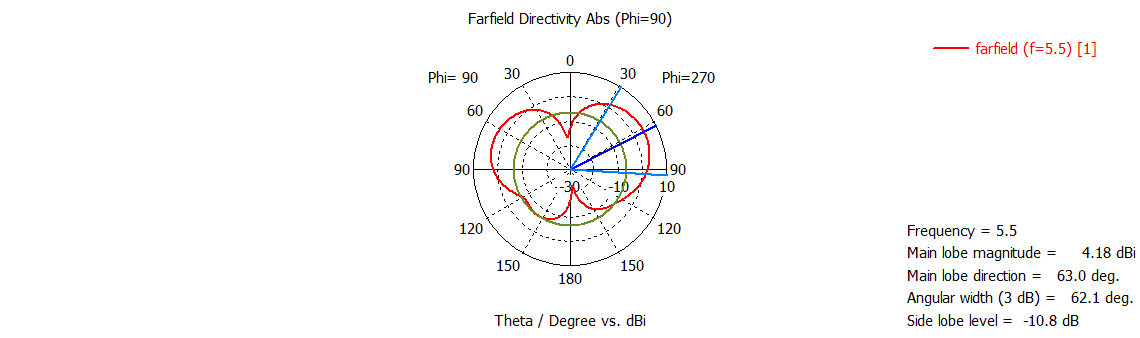 Farfield Directivity Abs (Phi=90)
farfield (f=5.5) [1]
0
30
30
Phi= 90
Phi=270
60
60
90
90
-30
-10
10
120
120
150
150
180
Theta / Degree vs. dBi
Frequency = 5.5
Main lobe magnitude = 4.18 dBi
Main lobe direction = 63.0 deg.
Angular width (3 dB) = 62.1 deg.
Side lobe level = -10.8 dB